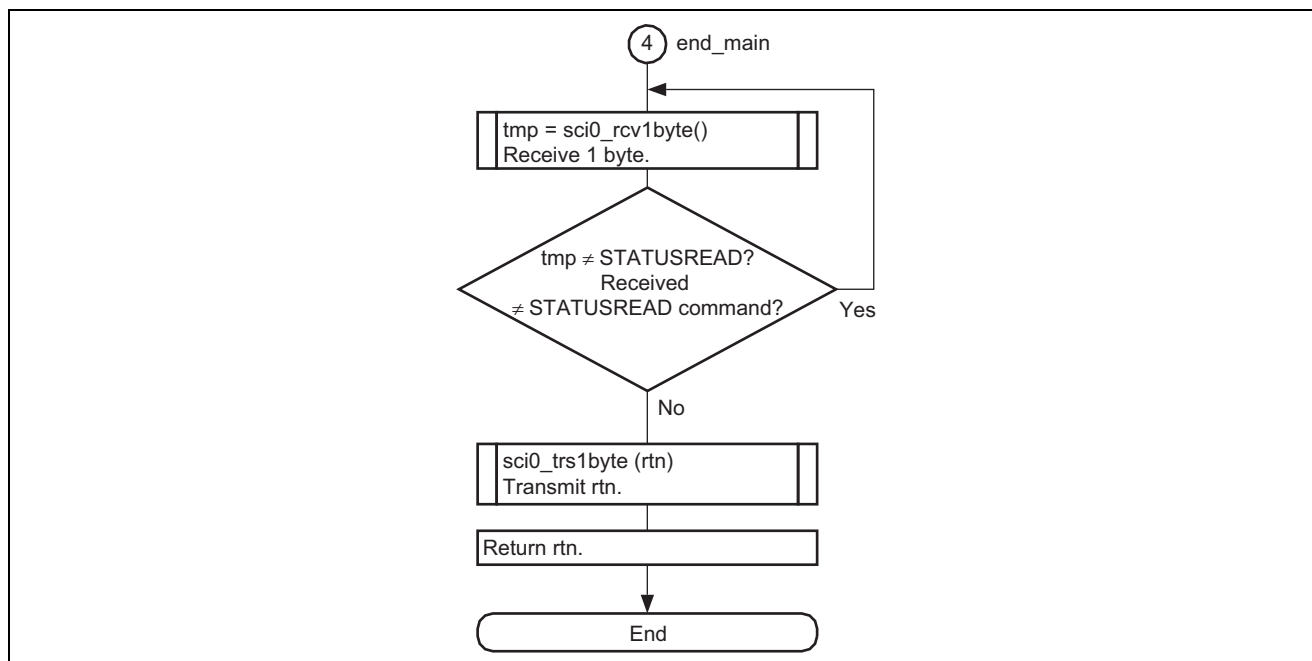 4 end_main
tmp = sci0_rcv1byte()
Receive 1 byte.
tmp ≠ STATUSREAD?
Received
≠ STATUSREAD command?
Yes
No
sci0_trs1byte (rtn)
Transmit rtn.
Return rtn.
End